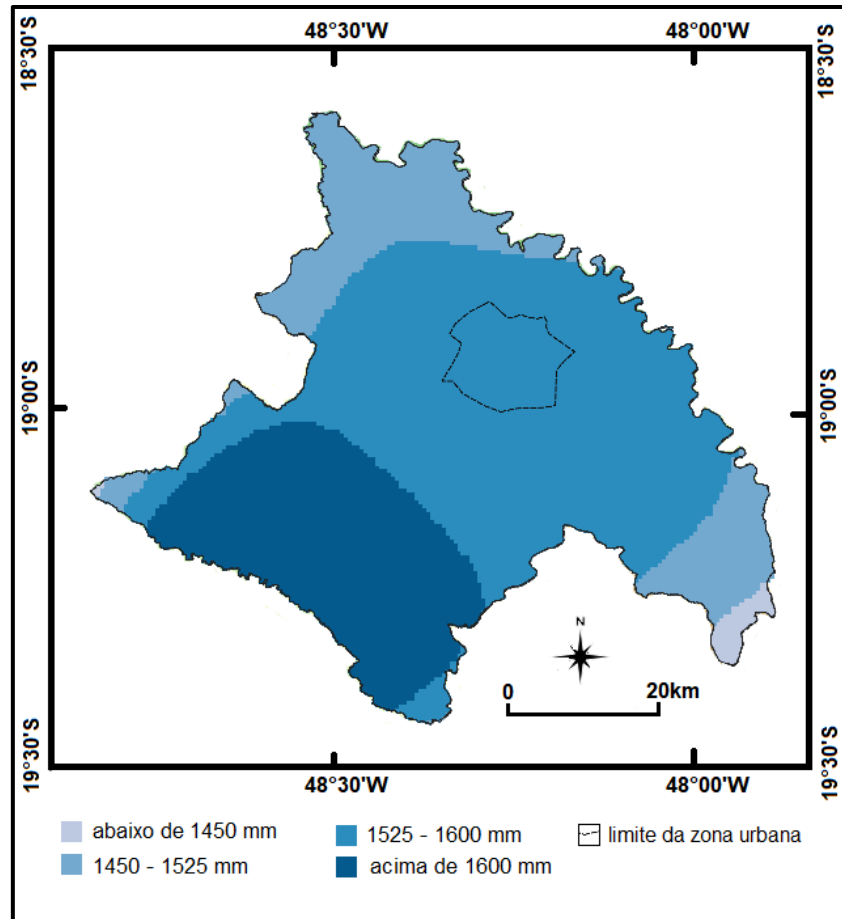 48°30'W 48°00'W
18°30'S 18°30'S
19°00'S 19°00'S
N
0 20km
19°30'S 19°30'S
48°30'W 48°00'W
abaixo de 1450 mm 1525 - 1600 mm limite da zona urbana
1450 - 1525 mm acima de 1600 mm